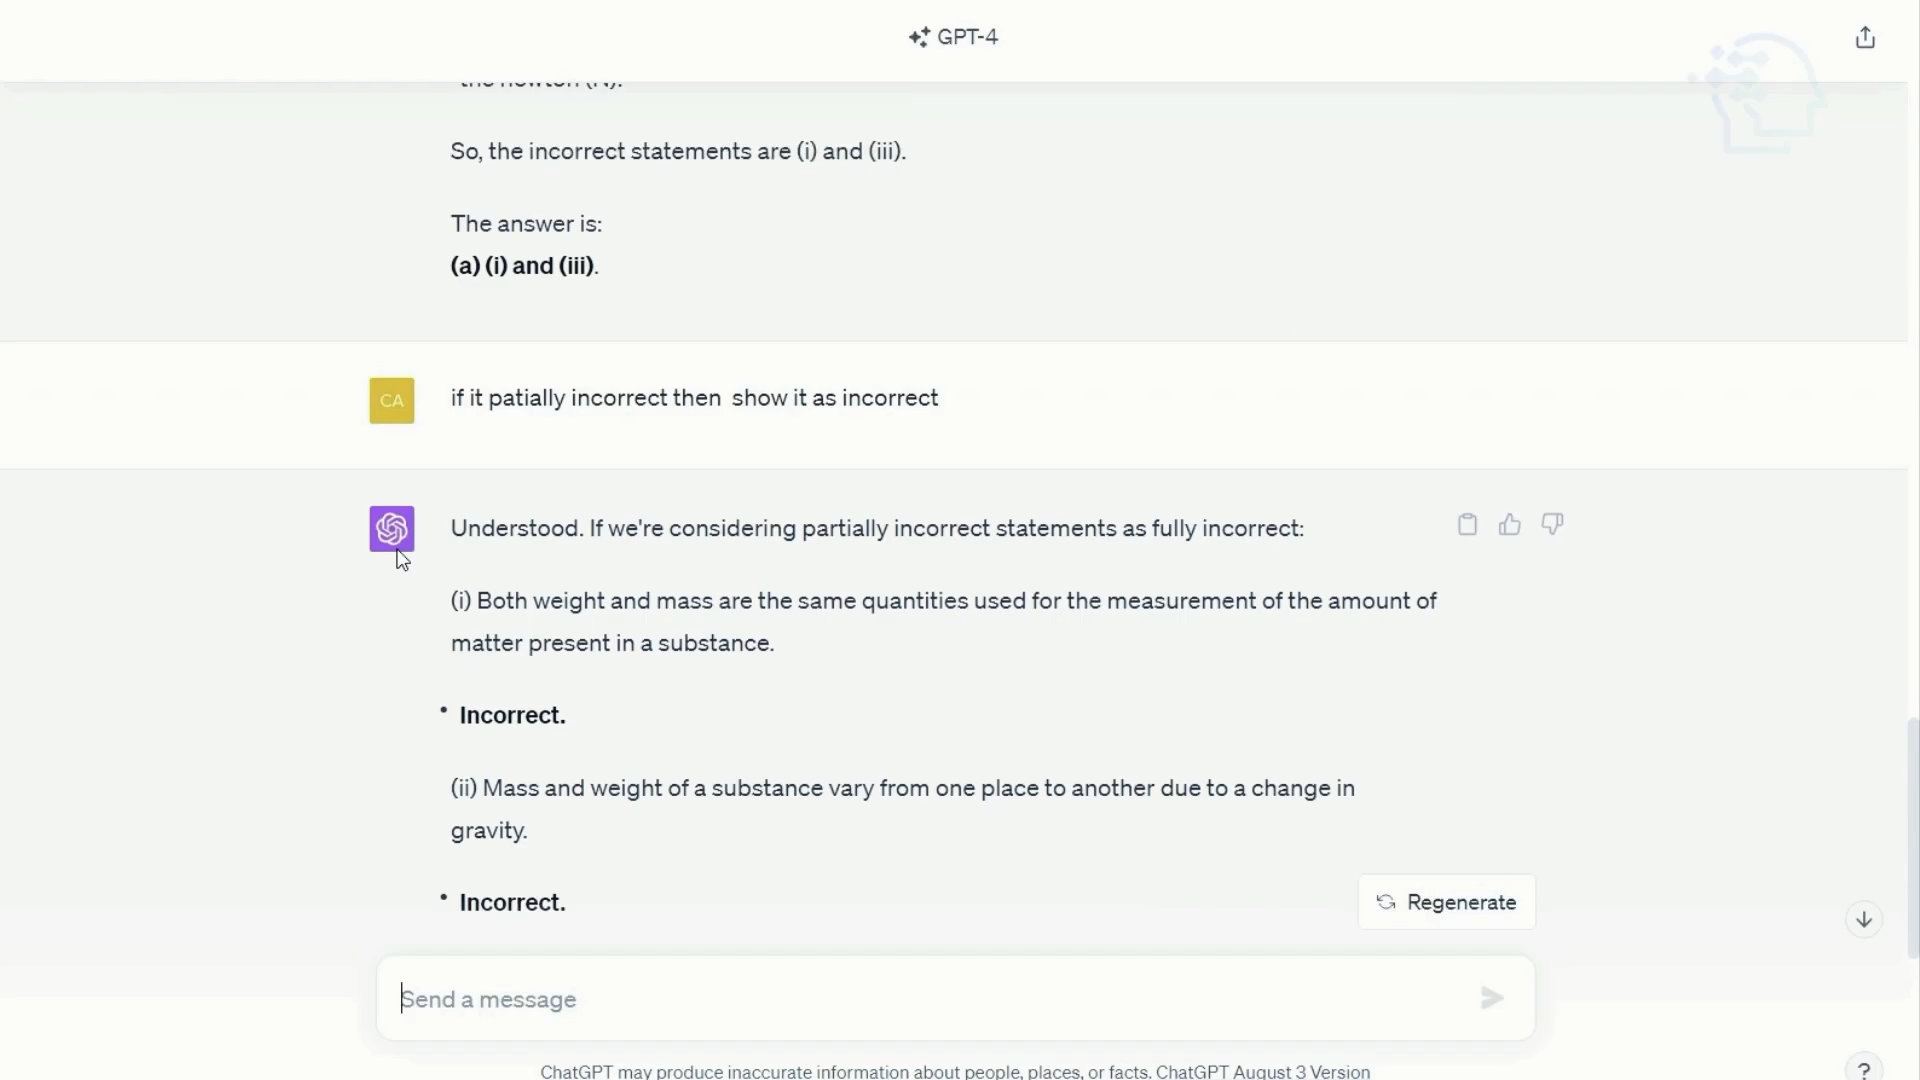 GPT-4
the newton (N).
So, the incorrect statements are (i) and (iii).
The answer is:
(a) (i) and (iii).
CA
if it patially incorrect then show it as incorrect
Understood. If we're considering partially incorrect statements as fully incorrect:
(i) Both weight and mass are the same quantities used for the measurement of the amount of
matter present in a substance.
• Incorrect.
(ii) Mass and weight of a substance vary from one place to another due to a change in
gravity.
• Incorrect.
Regenerate
Send a message
ChatGPT may produce inaccurate information about people, places, or facts. ChatGPT August 3 Version
?